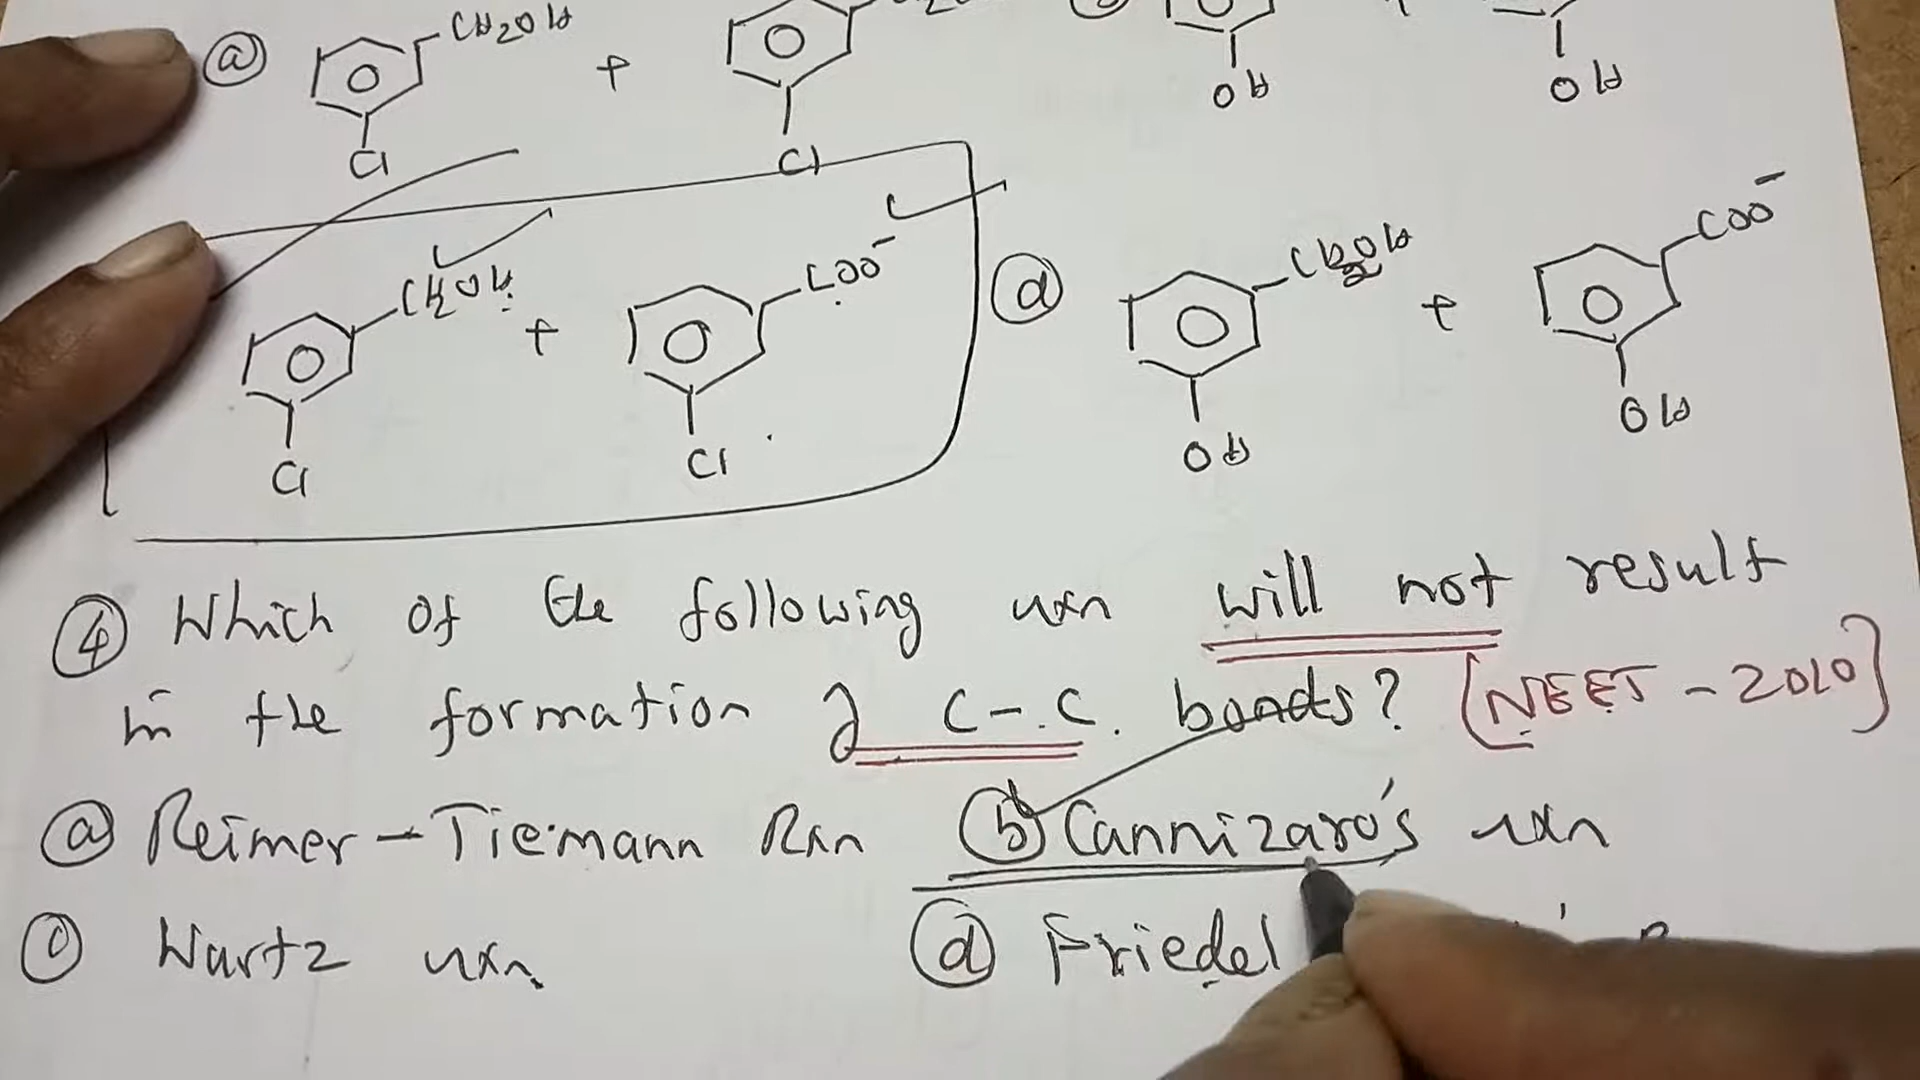 ⓐ CH2OH + OH OH
Cl Cl
CH2OH + COO⁻ ⓓ CH2OH + COO⁻
Cl Cl OH OH
④ Which of the following rxn will not result
in the formation of C-C. bonds? [NEET-2010]
ⓐ Reimer-Tiemann Rxn ⓑ Cannizaro's rxn
ⓒ Wurtz rxn ⓓ Friedel